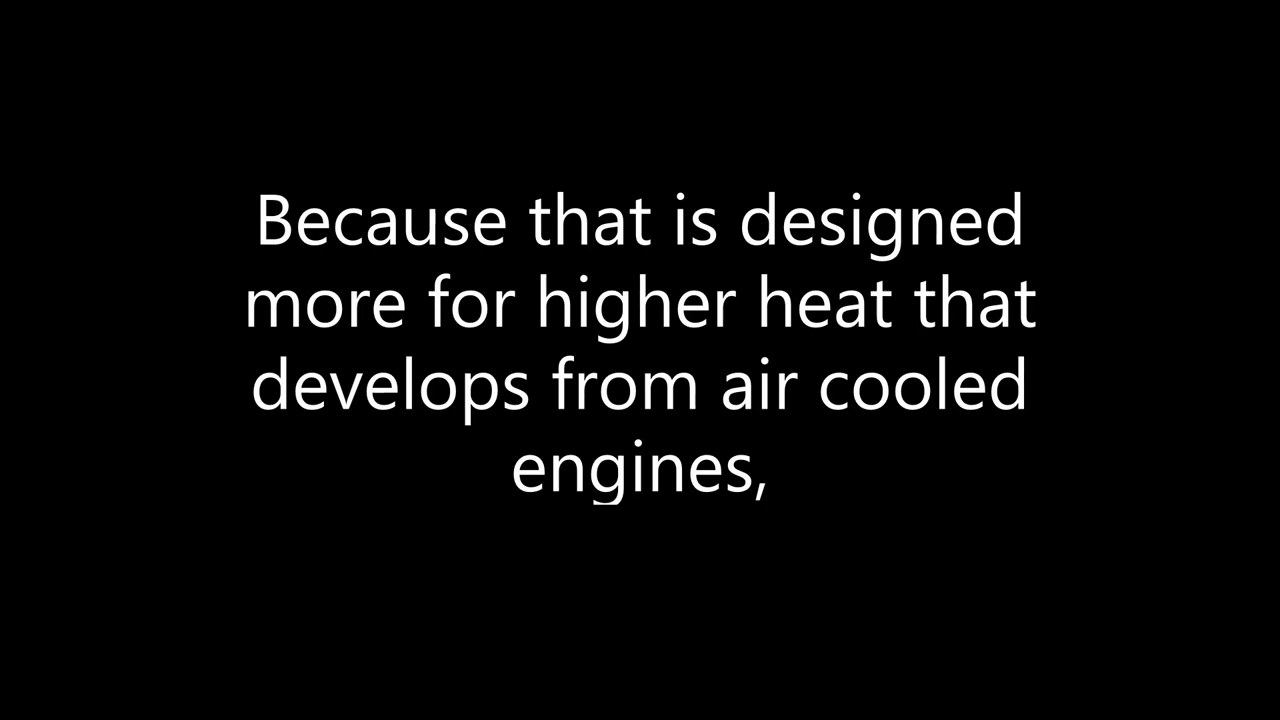 Because that is designed
more for higher heat that
develops from air cooled
engines,